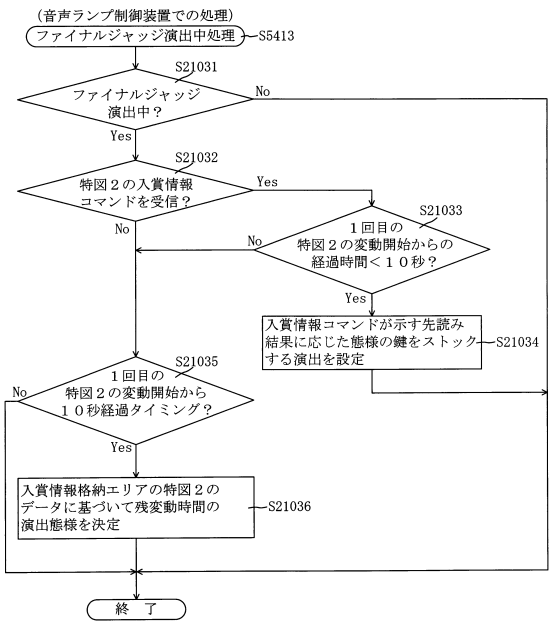 (音声ランプ制御装置での処理)
ファイナルジャッジ演出中処理
S5413
S21031
ファイナルジャッジ
演出中？
No
Yes
S21032
特図２の入賞情報
コマンドを受信？
Yes
No
S21033
１回目の
特図２の変動開始からの
経過時間＜１０秒？
No
Yes
入賞情報コマンドが示す先読み
結果に応じた態様の鍵をストック
する演出を設定
S21034
S21035
１回目の
特図２の変動開始から
１０秒経過タイミング？
No
Yes
入賞情報格納エリアの特図２の
データに基づいて残変動時間の
演出態様を決定
S21036
終　了